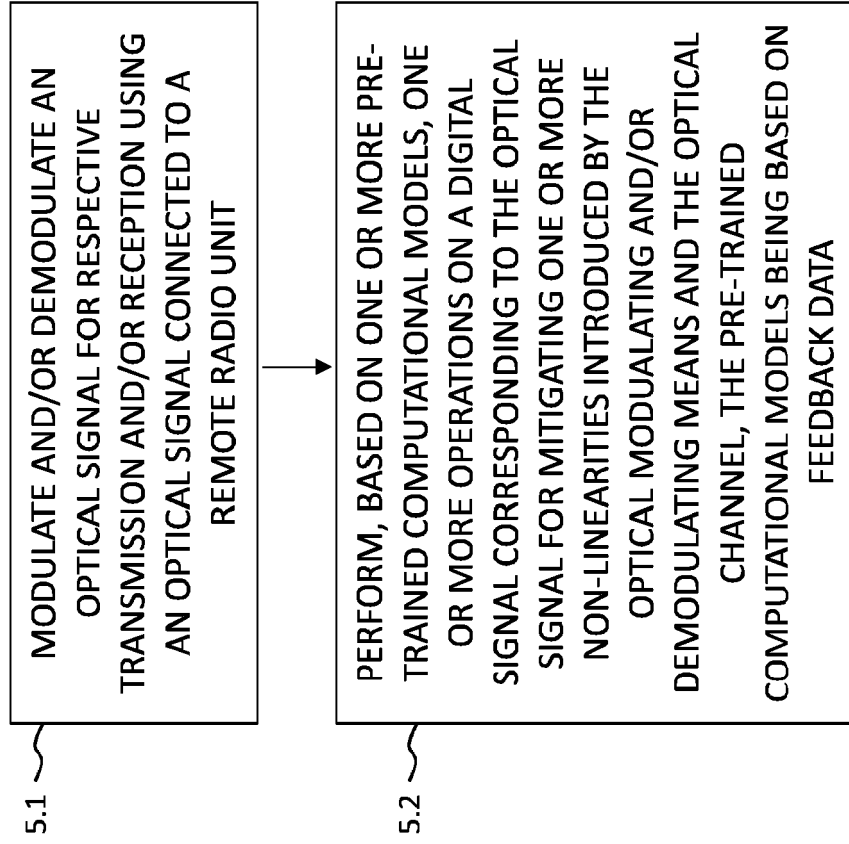 5.1
MODULATE AND/OR DEMODULATE AN
OPTICAL SIGNAL FOR RESPECTIVE
TRANSMISSION AND/OR RECEPTION USING
AN OPTICAL SIGNAL CONNECTED TO A
REMOTE RADIO UNIT
5.2
PERFORM, BASED ON ONE OR MORE PRE-
TRAINED COMPUTATIONAL MODELS, ONE
OR MORE OPERATIONS ON A DIGITAL
SIGNAL CORRESPONDING TO THE OPTICAL
SIGNAL FOR MITIGATING ONE OR MORE
NON-LINEARITIES INTRODUCED BY THE
OPTICAL MODUALATING AND/OR
DEMODULATING MEANS AND THE OPTICAL
CHANNEL, THE PRE-TRAINED
COMPUTATIONAL MODELS BEING BASED ON
FEEDBACK DATA